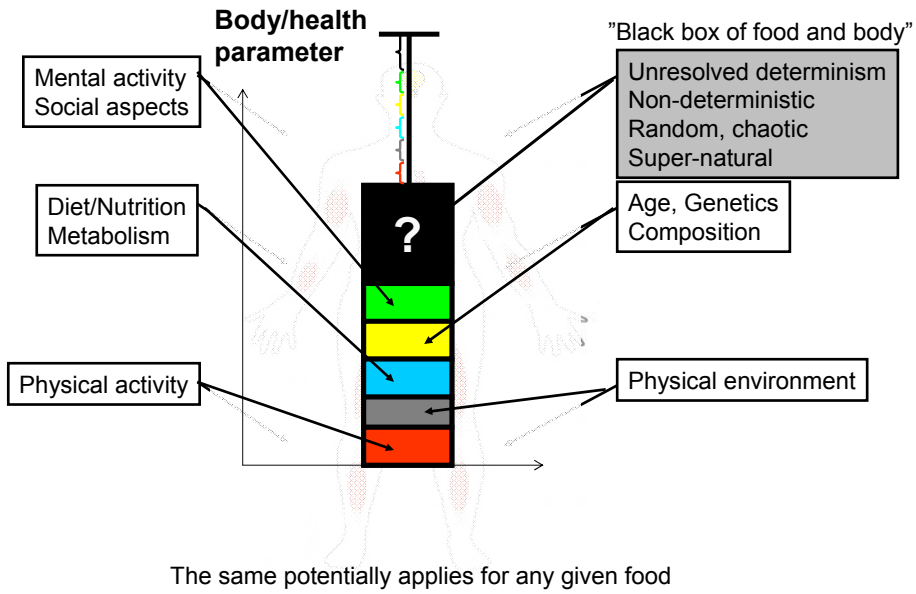 Body/health
parameter
"Black box of food and body"
Mental activity
Social aspects
Unresolved determinism
Non-deterministic
Random, chaotic
Super-natural
Diet/Nutrition
Metabolism
?
Age, Genetics
Composition
Physical activity
Physical environment
The same potentially applies for any given food